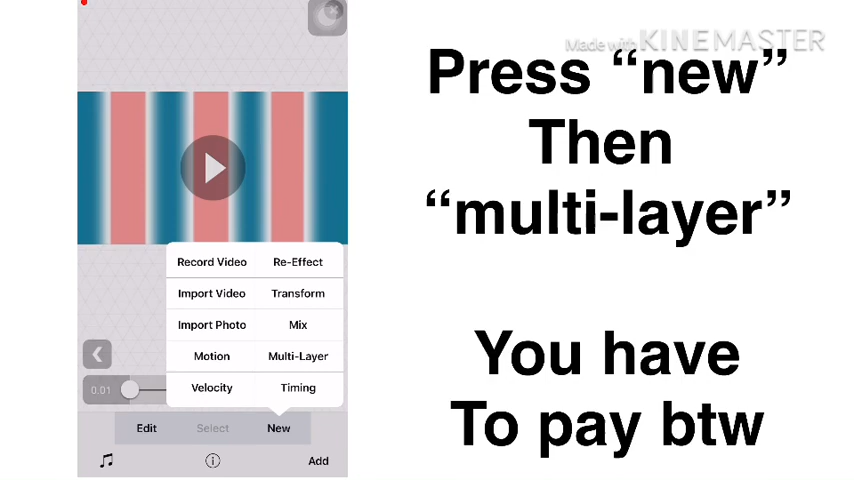 Made with KINEMASTER
Press “new”
Then
“multi-layer”
You have
To pay btw
Record Video
Re-Effect
Import Video
Transform
Import Photo
Mix
Motion
Multi-Layer
Velocity
Timing
0.01
Edit
Select
New
Add